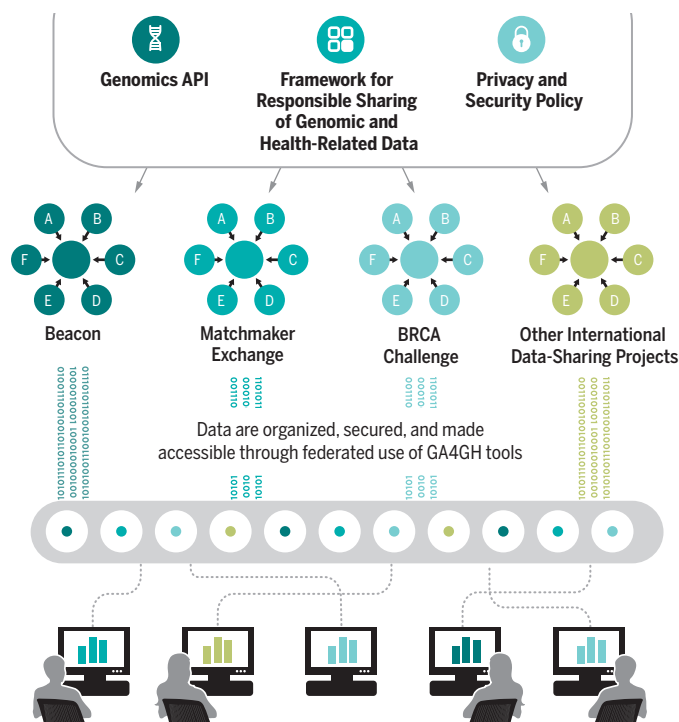 Genomics API
Framework for
Responsible Sharing
of Genomic and
Health-Related Data
Privacy and
Security Policy
A B
F C
E D
Beacon
A B
F C
E D
Matchmaker
Exchange
A B
F C
E D
BRCA
Challenge
A B
F C
E D
Other International
Data-Sharing Projects
Data are organized, secured, and made
accessible through federated use of GA4GH tools